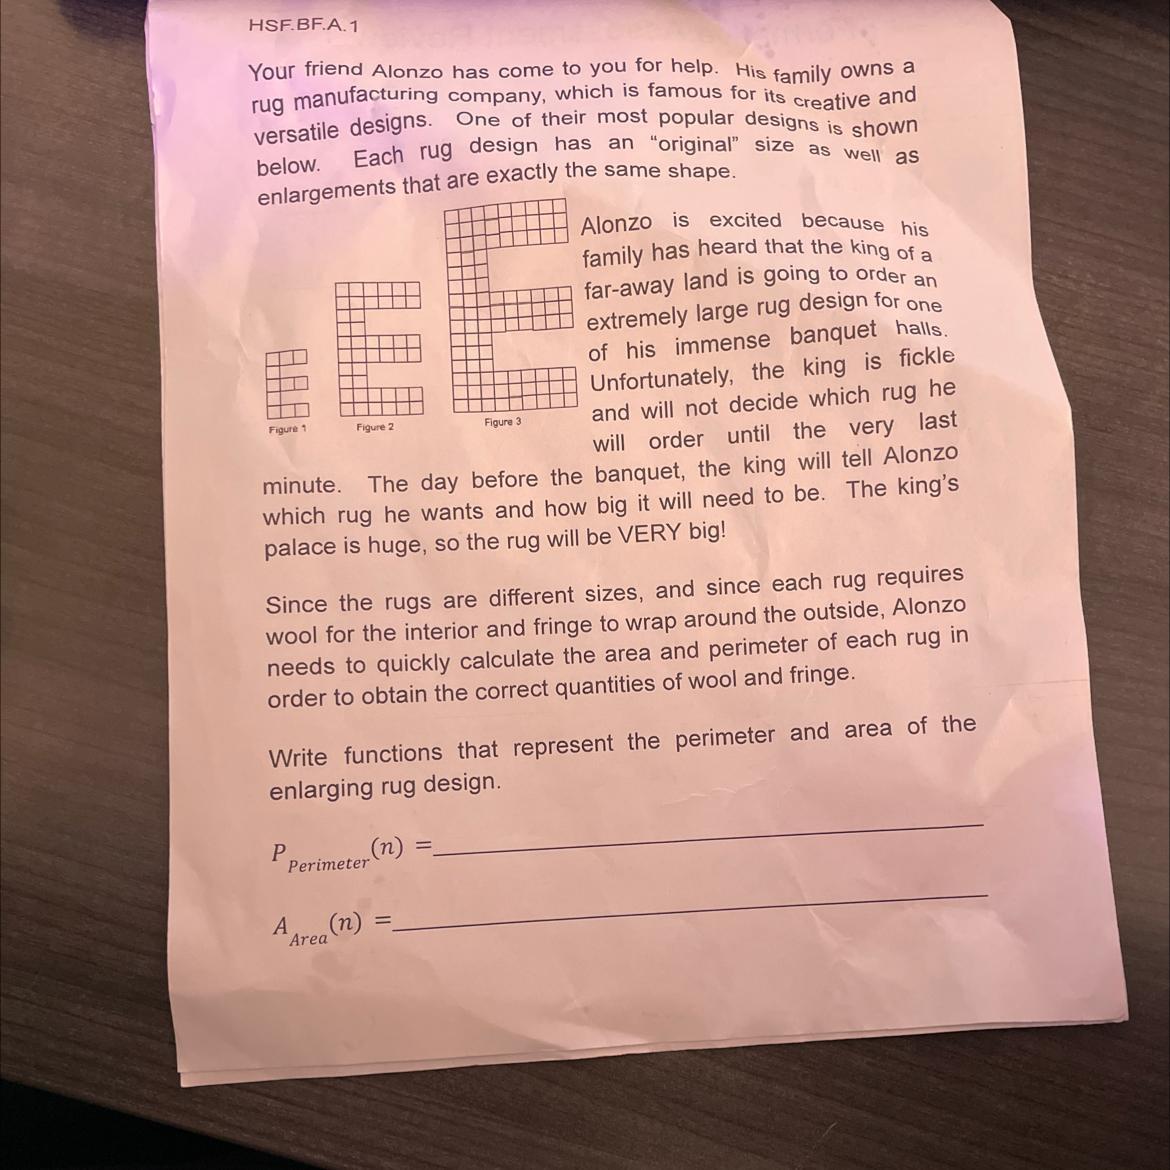 HSF.BF.A.1
Your friend Alonzo has come to you for help. His family owns a
rug manufacturing company, which is famous for its creative and
versatile designs. One of their most popular designs is shown
below. Each rug design has an “original” size as well as
enlargements that are exactly the same shape.
Alonzo is excited because his
family has heard that the king of a
far-away land is going to order an
extremely large rug design for one
of his immense banquet halls.
Unfortunately, the king is fickle
and will not decide which rug he
will order until the very last
Figure 1
Figure 2
Figure 3
minute. The day before the banquet, the king will tell Alonzo
which rug he wants and how big it will need to be. The king’s
palace is huge, so the rug will be VERY big!
Since the rugs are different sizes, and since each rug requires
wool for the interior and fringe to wrap around the outside, Alonzo
needs to quickly calculate the area and perimeter of each rug in
order to obtain the correct quantities of wool and fringe.
Write functions that represent the perimeter and area of the
enlarging rug design.
P Perimeter (n) =
A Area (n) =